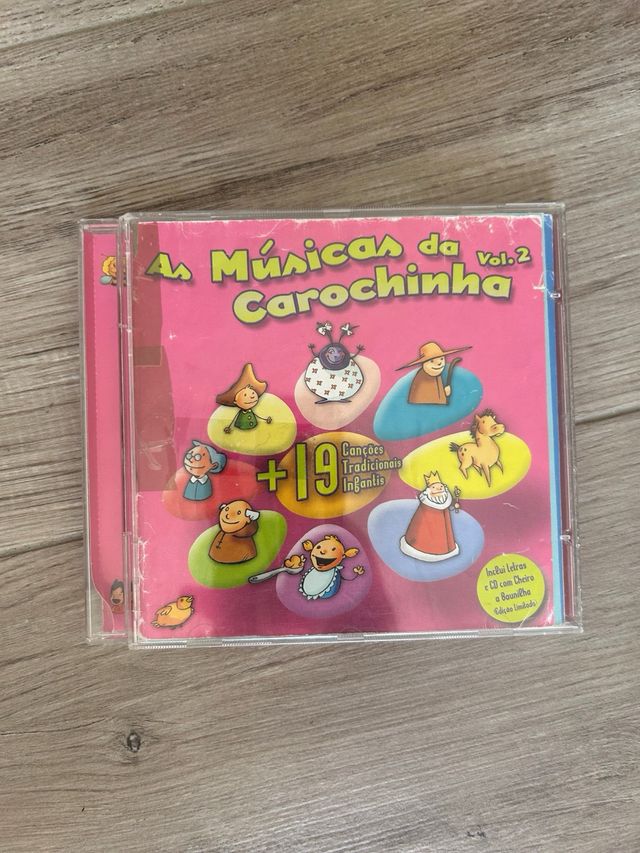 As Músicas da
Carochinha
Vol. 2
+19
Canções
Tradicionais
Infantis
Inclui Letras
e CD com Cheiro
a Baunilha
Edição Limitada